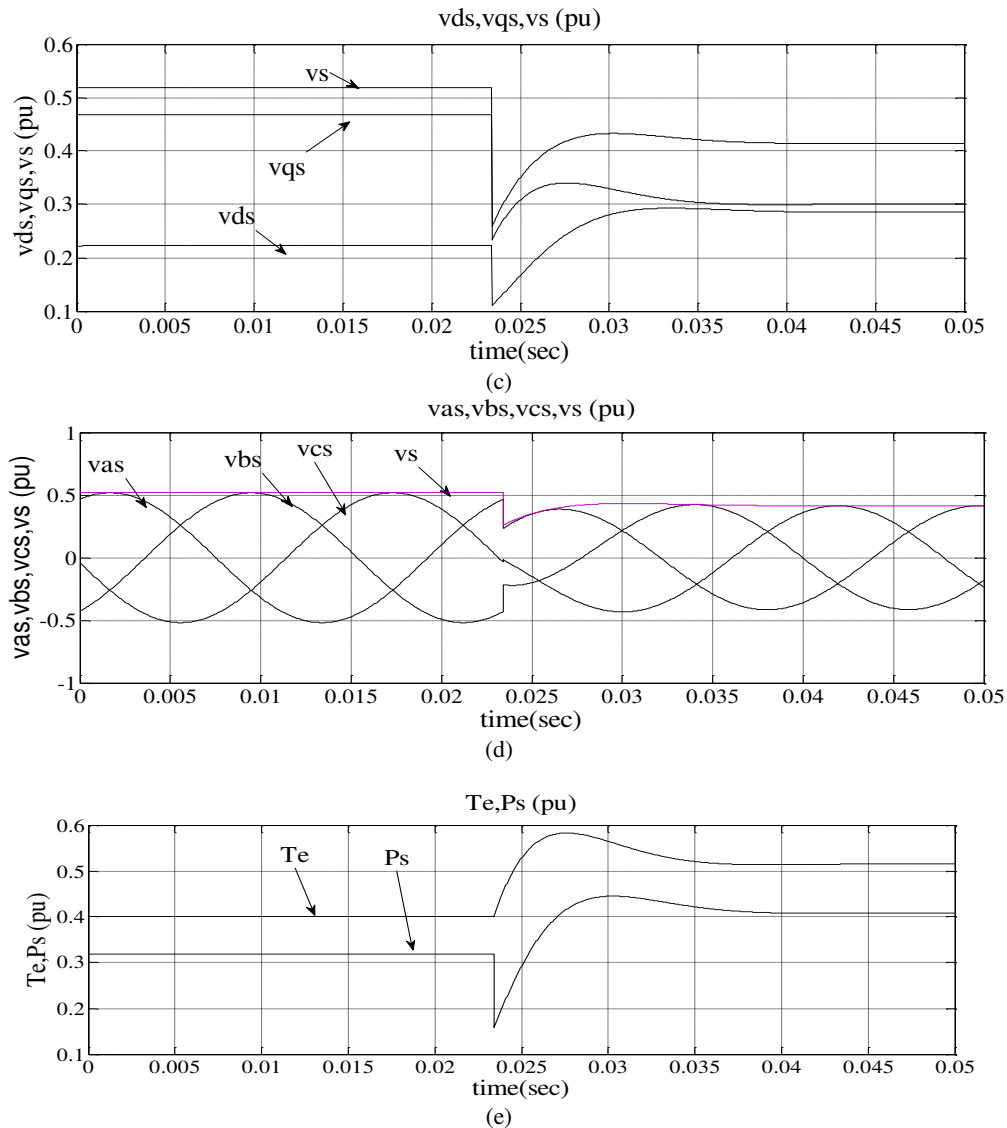 vds,vqs,vs (pu)
vds,vqs,vs (pu)
0.6
0.5
0.4
0.3
0.2
0.1
vs
vqs
vds
0 0.005 0.01 0.015 0.02 0.025 0.03 0.035 0.04 0.045 0.05
time(sec)
(c)
vas,vbs,vcs,vs (pu)
vas,vbs,vcs,vs (pu)
1
0.5
0
-0.5
-1
vas
vbs
vcs
vs
0 0.005 0.01 0.015 0.02 0.025 0.03 0.035 0.04 0.045 0.05
time(sec)
(d)
Te,Ps (pu)
Te,Ps (pu)
0.6
0.5
0.4
0.3
0.2
0.1
Te
Ps
0 0.005 0.01 0.015 0.02 0.025 0.03 0.035 0.04 0.045 0.05
time(sec)
(e)